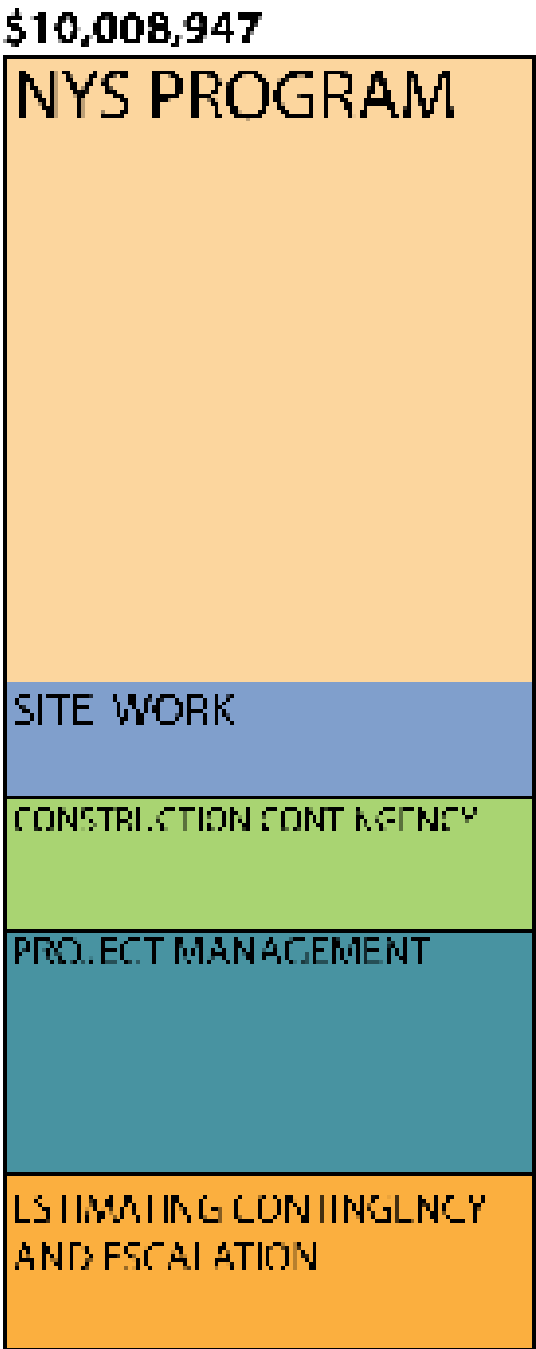 $10,008,947
NYS PROGRAM
SITE WORK
CONSTRUCTION CONTINGENCY
PROJECT MANAGEMENT
ESTIMATING CONTINGENCY
AND ESCALATION